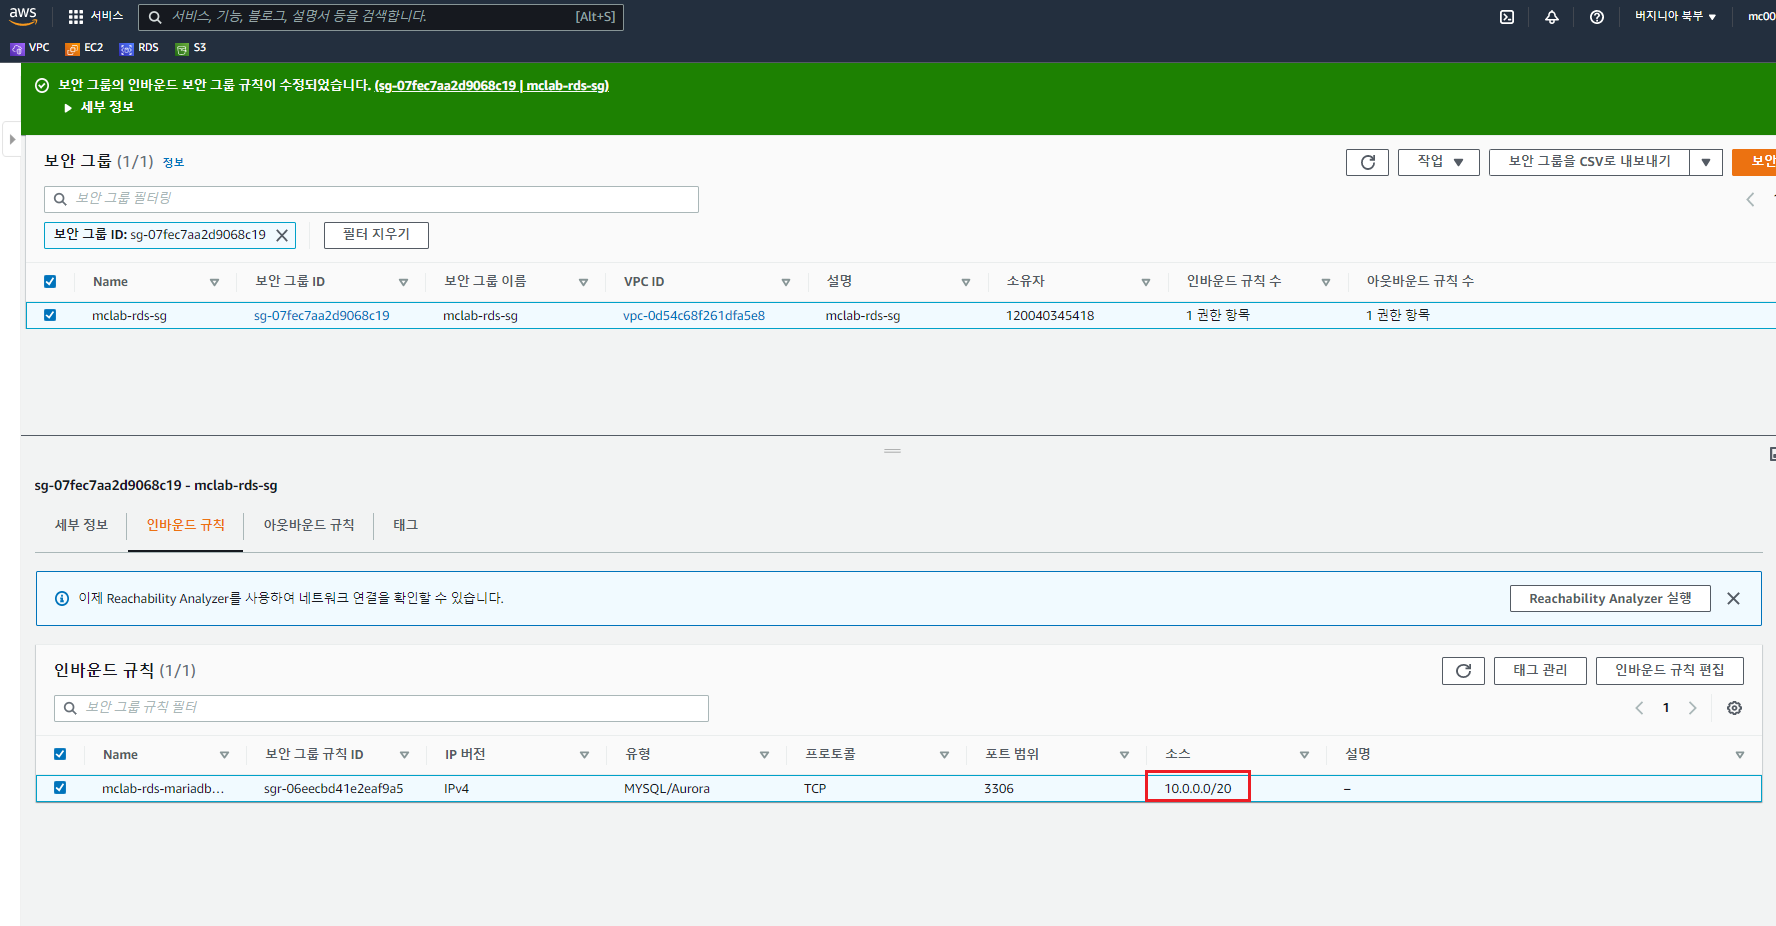 aws
서비스
서비스, 기능, 블로그, 설명서 등을 검색합니다.
[Alt+S]
버지니아 북부
mc00
VPC
EC2
RDS
S3
보안 그룹의 인바운드 보안 그룹 규칙이 수정되었습니다. (sg-07fec7aa2d9068c19 | mclab-rds-sg)
세부 정보
보안 그룹 (1/1) 정보
작업
보안 그룹을 CSV로 내보내기
보안
보안 그룹 필터링
보안 그룹 ID: sg-07fec7aa2d9068c19
필터 지우기
Name 보안 그룹 ID 보안 그룹 이름 VPC ID 설명 소유자 인바운드 규칙 수 아웃바운드 규칙 수
mclab-rds-sg sg-07fec7aa2d9068c19 mclab-rds-sg vpc-0d54c68f261dfa5e8 mclab-rds-sg 120040345418 1 권한 항목 1 권한 항목
sg-07fec7aa2d9068c19 - mclab-rds-sg
세부 정보 인바운드 규칙 아웃바운드 규칙 태그
이제 Reachability Analyzer를 사용하여 네트워크 연결을 확인할 수 있습니다.
Reachability Analyzer 실행
인바운드 규칙 (1/1)
태그 관리
인바운드 규칙 편집
보안 그룹 규칙 필터
1
Name 보안 그룹 규칙 ID IP 버전 유형 프로토콜 포트 범위 소스 설명
mclab-rds-mariadb... sgr-06eecbd41e2eaf9a5 IPv4 MYSQL/Aurora TCP 3306 10.0.0.0/20 –